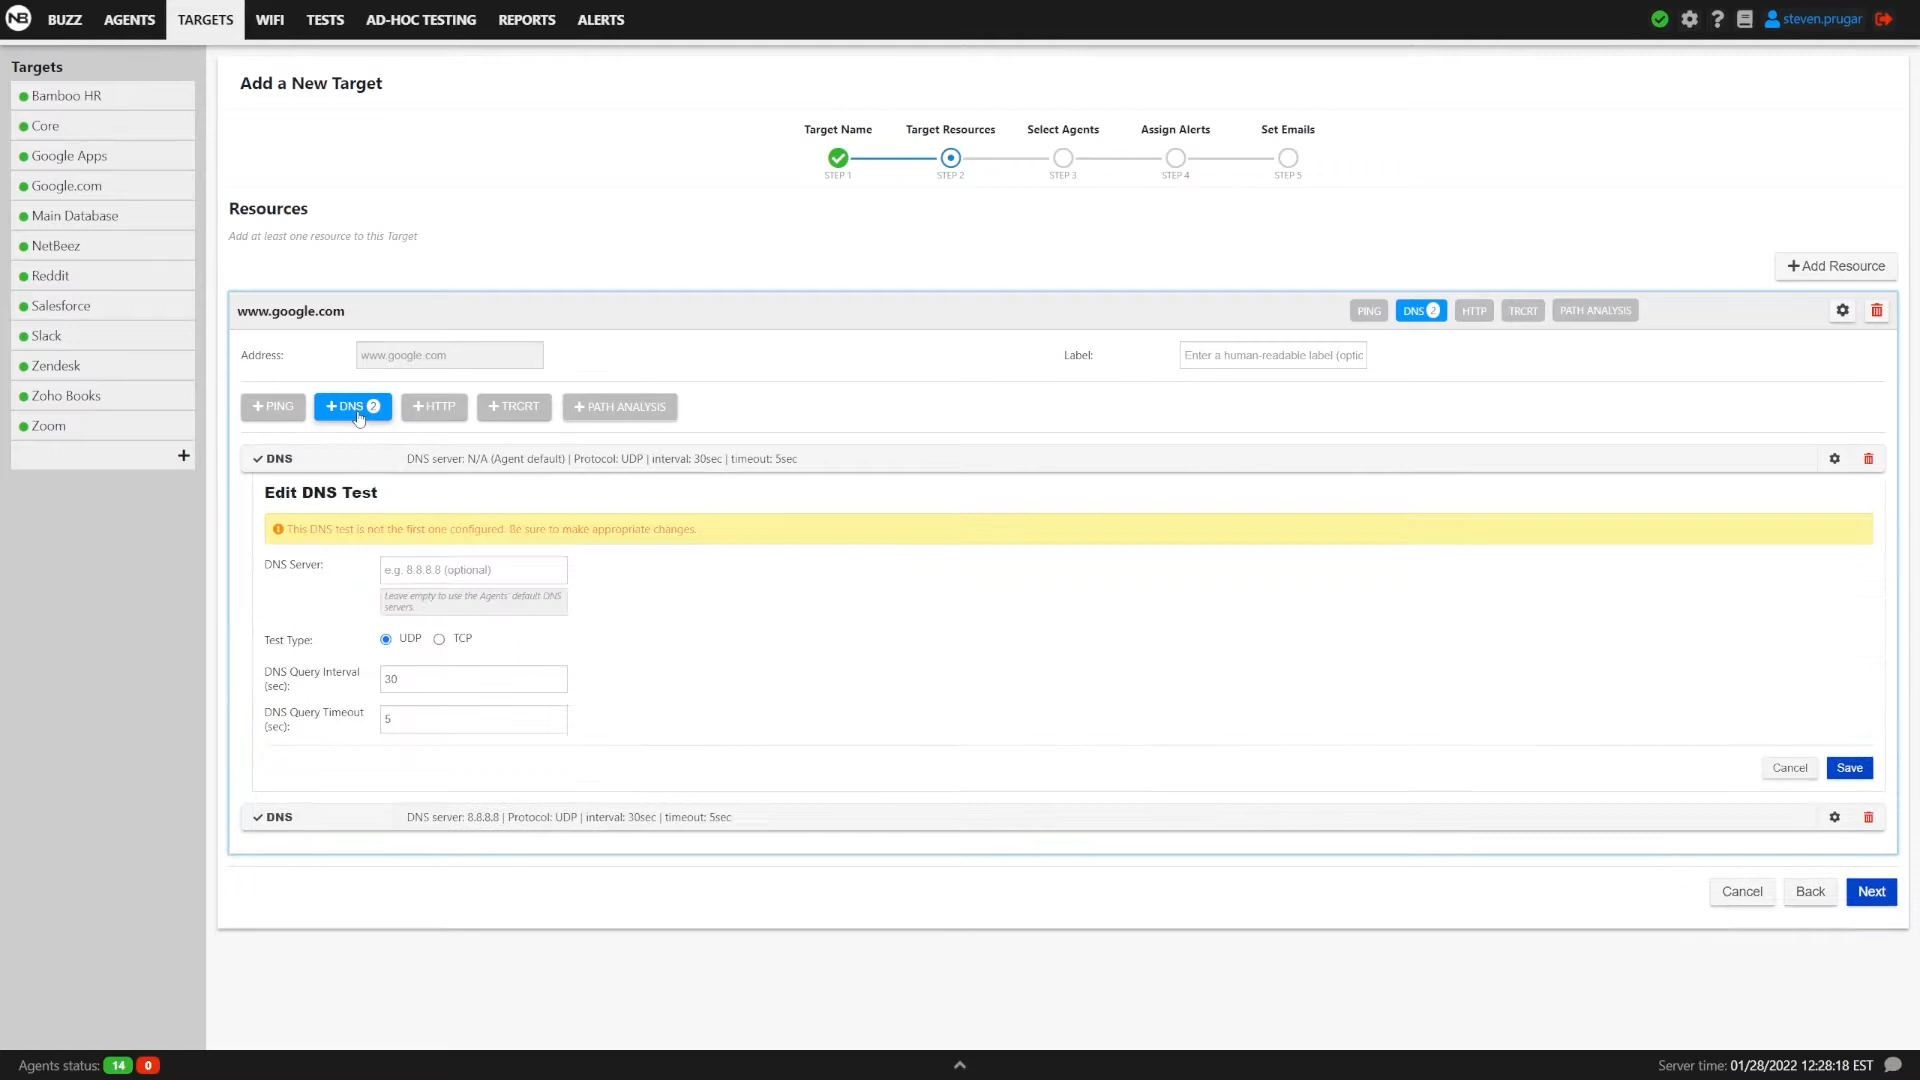 NB BUZZ AGENTS TARGETS WIFI TESTS AD-HOC TESTING REPORTS ALERTS ? steven.prugar
Targets
Bamboo HR
Core
Google Apps
Google.com
Main Database
NetBeez
Reddit
Salesforce
Slack
Zendesk
Zoho Books
Zoom
+
Add a New Target
Target Name Target Resources Select Agents Assign Alerts Set Emails
STEP 1 STEP 2 STEP 3 STEP 4 STEP 5
Resources
Add at least one resource to this Target
+ Add Resource
www.google.com PING DNS 2 HTTP TRCRT PATH ANALYSIS
Address: www.google.com Label: Enter a human-readable label (optic
+ PING + DNS 2 + HTTP + TRCRT + PATH ANALYSIS
DNS DNS server: N/A (Agent default) | Protocol: UDP | interval: 30sec | timeout: 5sec
Edit DNS Test
This DNS test is not the first one configured. Be sure to make appropriate changes.
DNS Server: e.g. 8.8.8.8 (optional)
Leave empty to use the Agents' default DNS
servers.
Test Type: UDP TCP
DNS Query Interval
(sec): 30
DNS Query Timeout
(sec): 5
Cancel Save
DNS DNS server: 8.8.8.8 | Protocol: UDP | interval: 30sec | timeout: 5sec
Cancel Back Next
Agents status: 14 0 Server time: 01/28/2022 12:28:18 EST